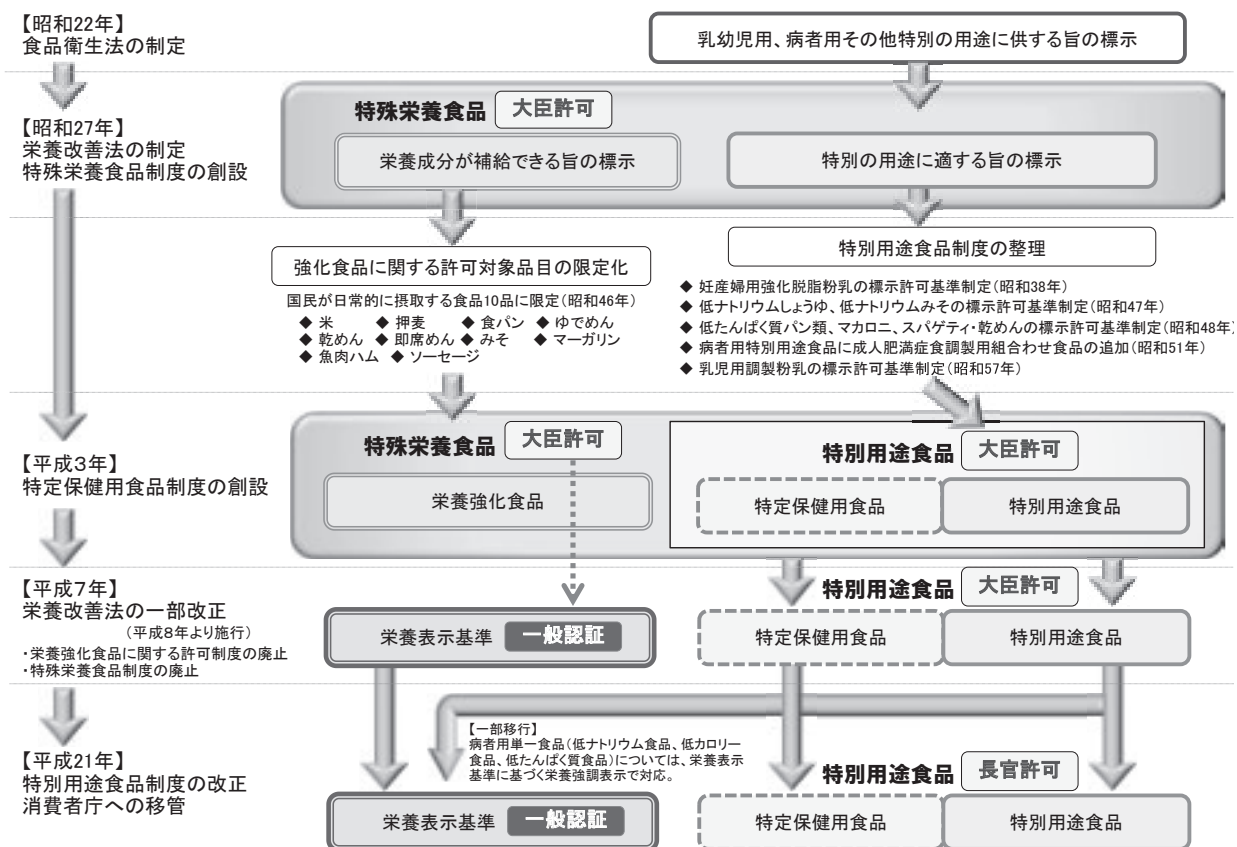 【昭和22年】
食品衛生法の制定
乳幼児用、病者用その他特別の用途に供する旨の標示
【昭和27年】
栄養改善法の制定
特殊栄養食品制度の創設
特殊栄養食品 大臣許可
栄養成分が補給できる旨の標示
特別の用途に適する旨の標示
強化食品に関する許可対象品目の限定化
国民が日常的に摂取する食品10品に限定(昭和46年)
◆ 米 ◆ 押麦 ◆ 食パン ◆ ゆでめん
◆ 乾めん ◆ 即席めん ◆ みそ ◆ マーガリン
◆ 魚肉ハム ◆ ソーセージ
特別用途食品制度の整理
◆ 妊産婦用強化脱脂粉乳の標示許可基準制定(昭和38年)
◆ 低ナトリウムしょうゆ、低ナトリウムみその標示許可基準制定(昭和47年)
◆ 低たんぱく質パン類、マカロニ、スパゲティ・乾めんの標示許可基準制定(昭和48年)
◆ 病者用特別用途食品に成人肥満症食調製用組合わせ食品の追加(昭和51年)
◆ 乳児用調製粉乳の標示許可基準制定(昭和57年)
【平成3年】
特定保健用食品制度の創設
特殊栄養食品 大臣許可
栄養強化食品
特別用途食品 大臣許可
特定保健用食品 特別用途食品
【平成7年】
栄養改善法の一部改正
(平成8年より施行)
・栄養強化食品に関する許可制度の廃止
・特殊栄養食品制度の廃止
栄養表示基準 一般認証
特別用途食品 大臣許可
特定保健用食品 特別用途食品
【一部移行】
病者用単一食品(低ナトリウム食品、低カロリー
食品、低たんぱく質食品)については、栄養表示
基準に基づく栄養強調表示で対応。
【平成21年】
特別用途食品制度の改正
消費者庁への移管
栄養表示基準 一般認証
特別用途食品 長官許可
特定保健用食品 特別用途食品